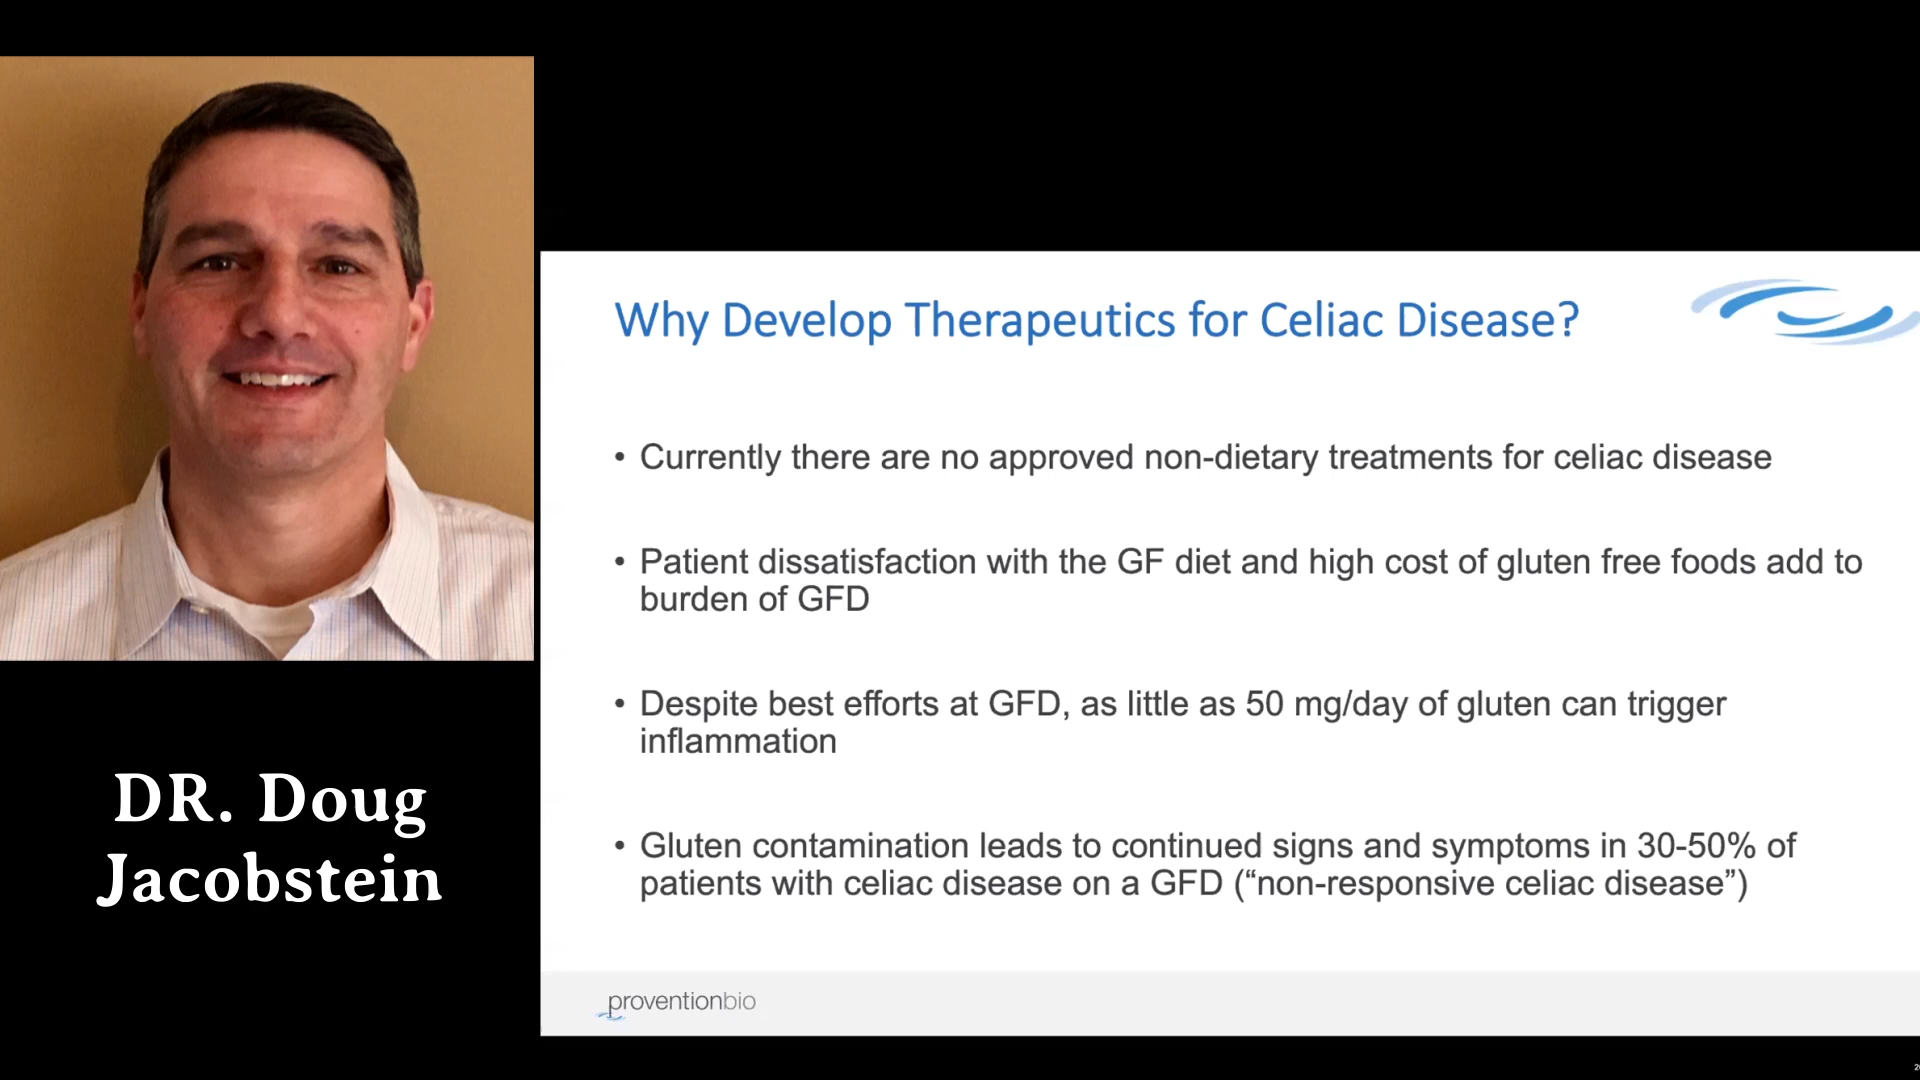 DR. Doug
Jacobstein
Why Develop Therapeutics for Celiac Disease?
• Currently there are no approved non-dietary treatments for celiac disease
• Patient dissatisfaction with the GF diet and high cost of gluten free foods add to
burden of GFD
• Despite best efforts at GFD, as little as 50 mg/day of gluten can trigger
inflammation
• Gluten contamination leads to continued signs and symptoms in 30-50% of
patients with celiac disease on a GFD (“non-responsive celiac disease”)
proventionbio